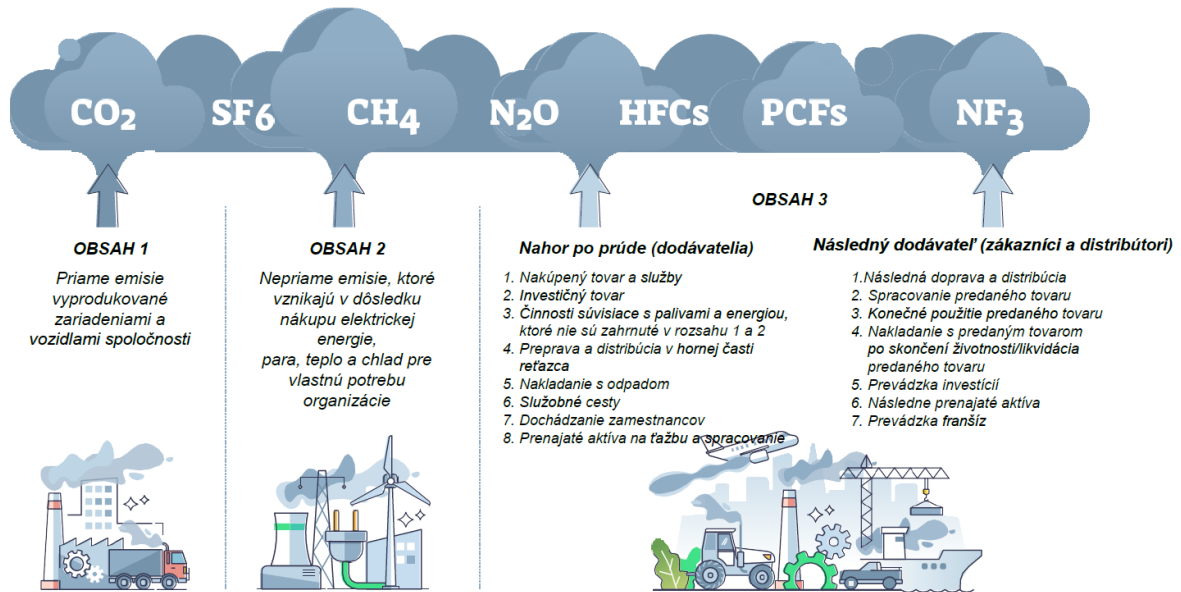 CO2
SF6
CH4
N2O
HFCs
PCFs
NF3
OBSAH 1
Priame emisie
vyprodukované
zariadeniami a
vozidlami spoločnosti
OBSAH 2
Nepriame emisie, ktoré
vznikajú v dôsledku
nákupu elektrickej
energie,
para, teplo a chlad pre
vlastnú potrebu
organizácie
OBSAH 3
Nahor po prúde (dodávatelia)
1. Nakúpený tovar a služby
2. Investičný tovar
3. Činnosti súvisiace s palivami a energiou,
ktoré nie sú zahrnuté v rozsahu 1 a 2
4. Preprava a distribúcia v hornej časti
reťazca
5. Nakladanie s odpadom
6. Služobné cesty
7. Dochádzanie zamestnancov
8. Prenajaté aktíva na ťažbu a spracovanie
Následný dodávateľ (zákazníci a distribútori)
1.Následná doprava a distribúcia
2. Spracovanie predaného tovaru
3. Konečné použitie predaného tovaru
4. Nakladanie s predaným tovarom
po skončení životnosti/likvidácia
predaného tovaru
5. Prevádzka investícií
6. Následne prenajaté aktíva
7. Prevádzka franšíz